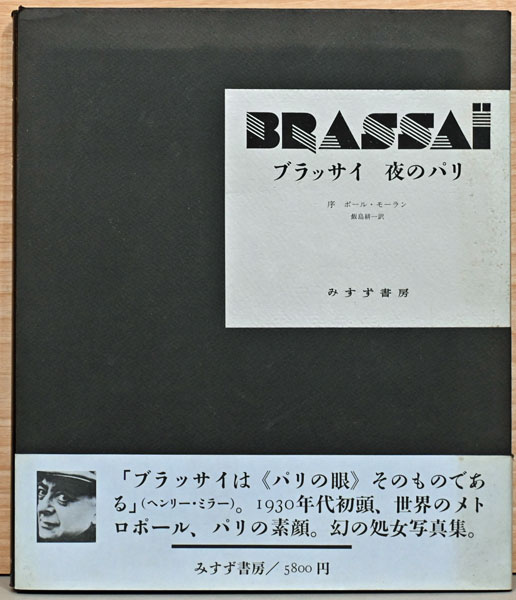 BRASSAÏ
ブラッサイ 夜のパリ
序 ポール・モーラン
飯島耕一訳
みすず書房
「ブラッサイは《パリの眼》そのものであ
る」(ヘンリー・ミラー)。1930年代初頭、世界のメト
ロポール、パリの素顔。幻の処女写真集。
みすず書房/5800円